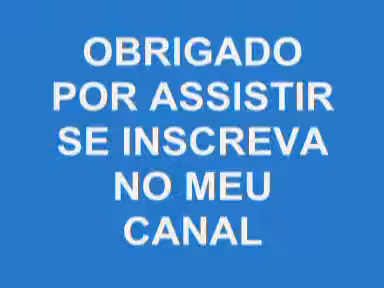 OBRIGADO
POR ASSISTIR
SE INSCREVA
NO MEU
CANAL